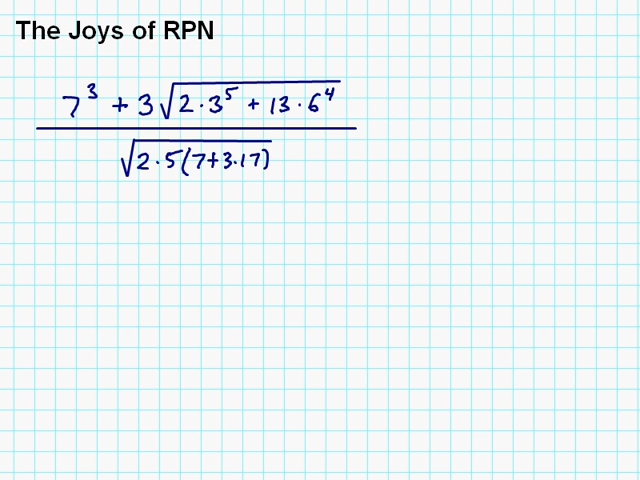 The Joys of RPN
7³ + 3√(2·3⁵ + 13·6⁴)
√(2·5(7+3·17))